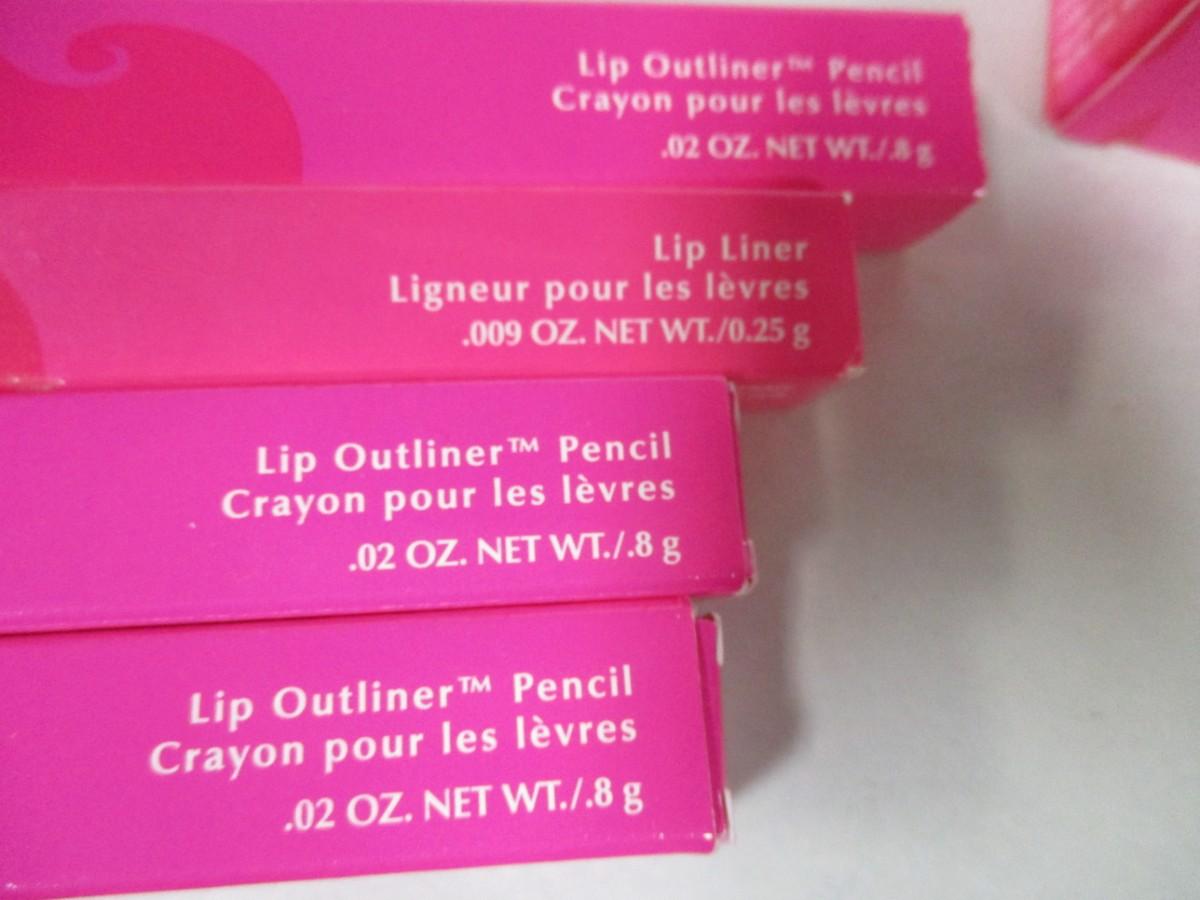 Lip Outliner™ Pencil
Crayon pour les lèvres
.02 OZ. NET WT./.8 g
Lip Liner
Ligneur pour les lèvres
.009 OZ. NET WT./0.25 g
Lip Outliner™ Pencil
Crayon pour les lèvres
.02 OZ. NET WT./.8 g
Lip Outliner™ Pencil
Crayon pour les lèvres
.02 OZ. NET WT./.8 g